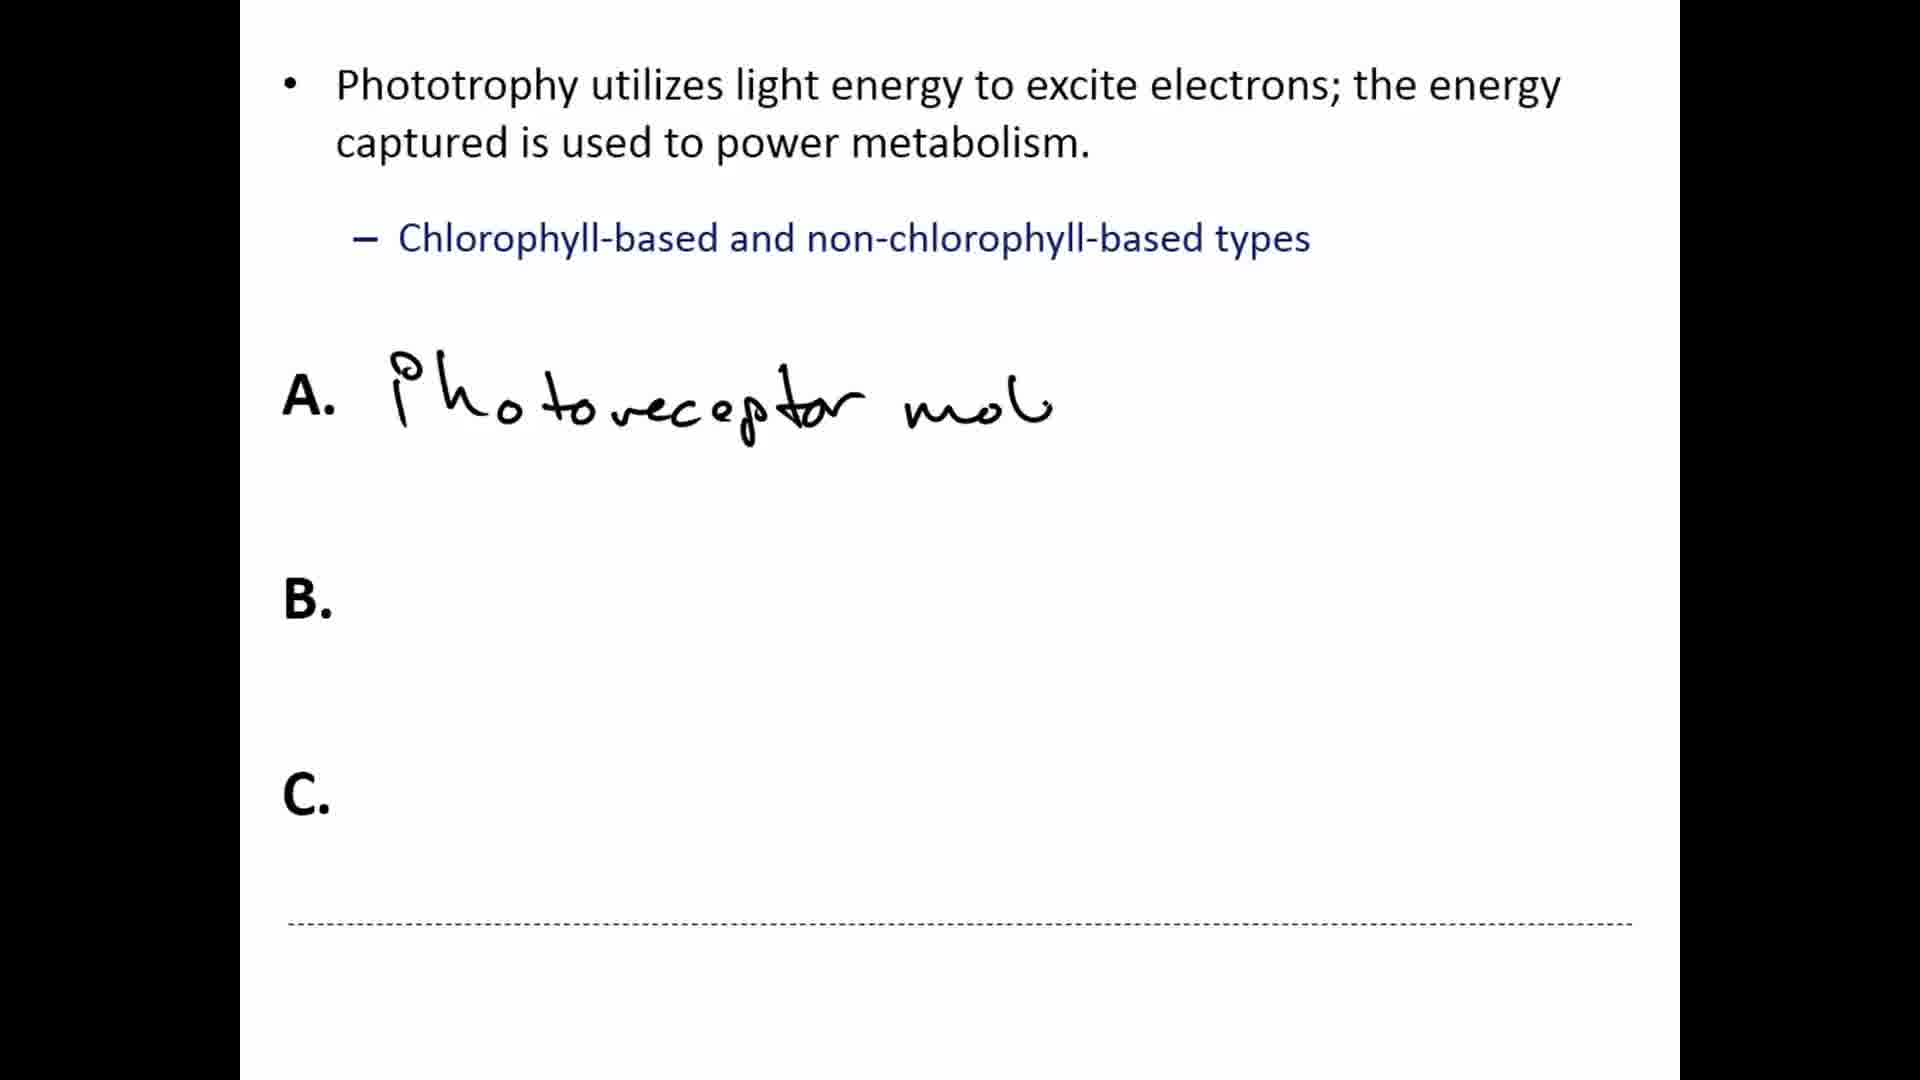 • Phototrophy utilizes light energy to excite electrons; the energy
captured is used to power metabolism.
– Chlorophyll-based and non-chlorophyll-based types
A. Photoreceptor mol
B.
C.